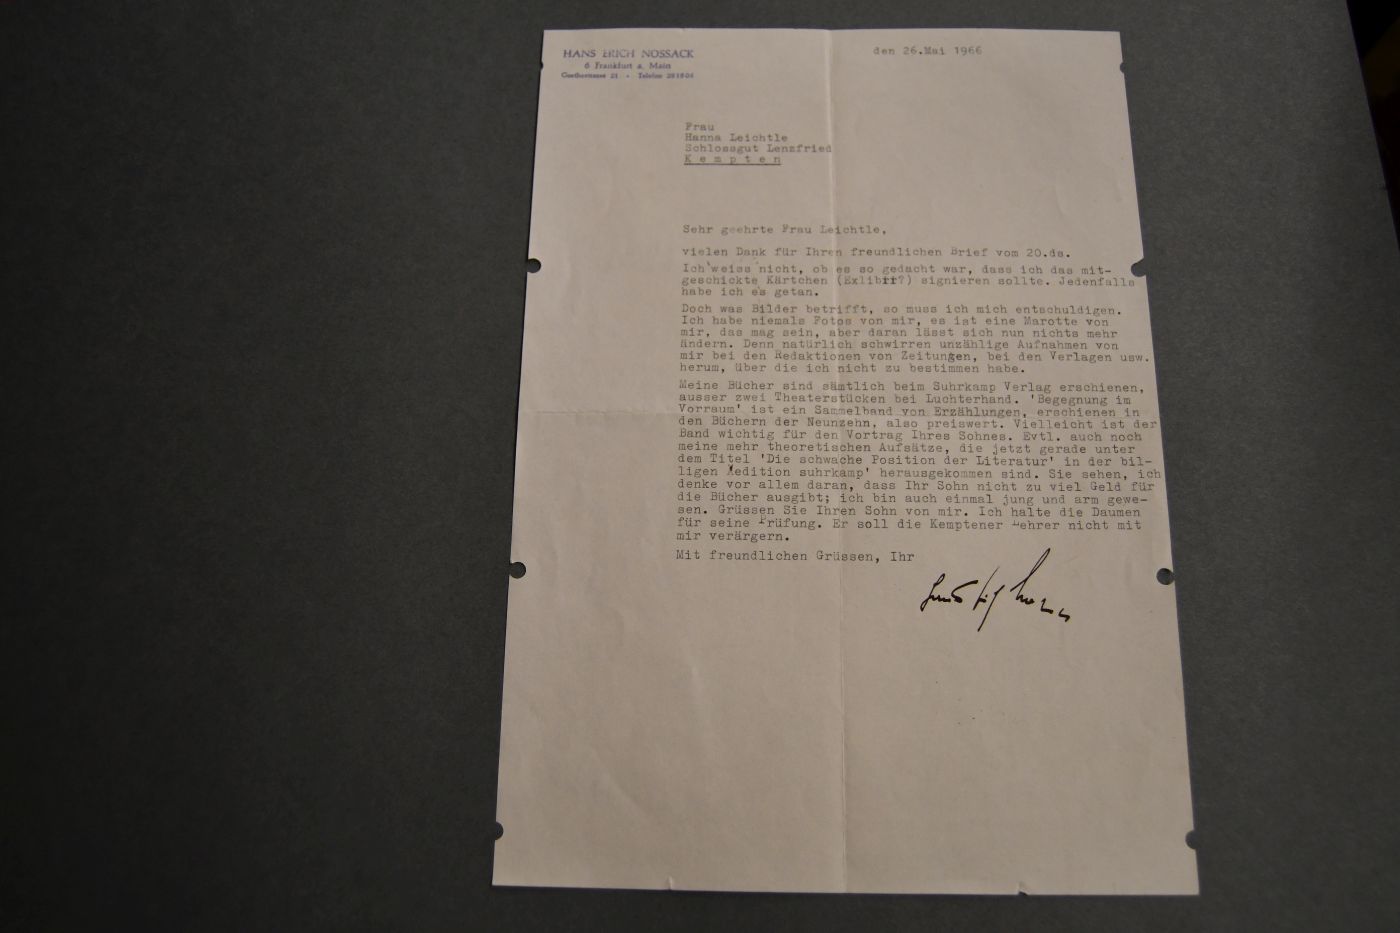 HANS ERICH NOSSACK
6 Frankfurt a. Main
Goethestrasse 21 - Telefon
den 26.Mai 1966
Frau
Hanna Leichtle
Schlossgut Lenzfried
Kempten
Sehr geehrte Frau Leichtle,
vielen Dank für Ihren freundlichen Brief vom 20.ds.
Ich weiss nicht, ob es so gedacht war, dass ich das mit-
geschickte Kärtchen signieren sollte. Jedenfalls
habe ich es getan.
Doch was Bilder betrifft, so muss ich mich entschuldigen.
Ich habe niemals Fotos von mir, es ist eine Marotte von
mir, das mag sein, aber daran lässt sich nun nichts mehr
ändern. Denn natürlich schwirren unzählige Aufnahmen von
mir bei den Redaktionen von Zeitungen, bei den Verlagen usw.
herum, über die ich nicht zu bestimmen habe.
Meine Bücher sind sämtlich beim Suhrkamp Verlag erschienen,
ausser zwei Theaterstücken bei Luchterhand. 'Begegnung im
Vorraum' ist ein Sammelband von Erzählungen, erschienen in
den Büchern der Neunzehn, also preiswert. Vielleicht ist der
Band wichtig für den Vortrag Ihres Sohnes. Evtl. auch noch
meine mehr theoretischen Aufsätze, die jetzt gerade unter
dem Titel 'Die schwache Position der Literatur' in der bil-
ligen 'edition suhrkamp' herausgekommen sind. Sie sehen, ich
denke vor allem daran, dass Ihr Sohn nicht zu viel Geld für
die Bücher ausgibt; ich bin auch einmal jung und arm gewe-
sen. Grüssen Sie Ihren Sohn von mir. Ich halte die Daumen
für seine Prüfung. Er soll die Kemptener Lehrer nicht mit
mir verärgern.
Mit freundlichen Grüssen, Ihr